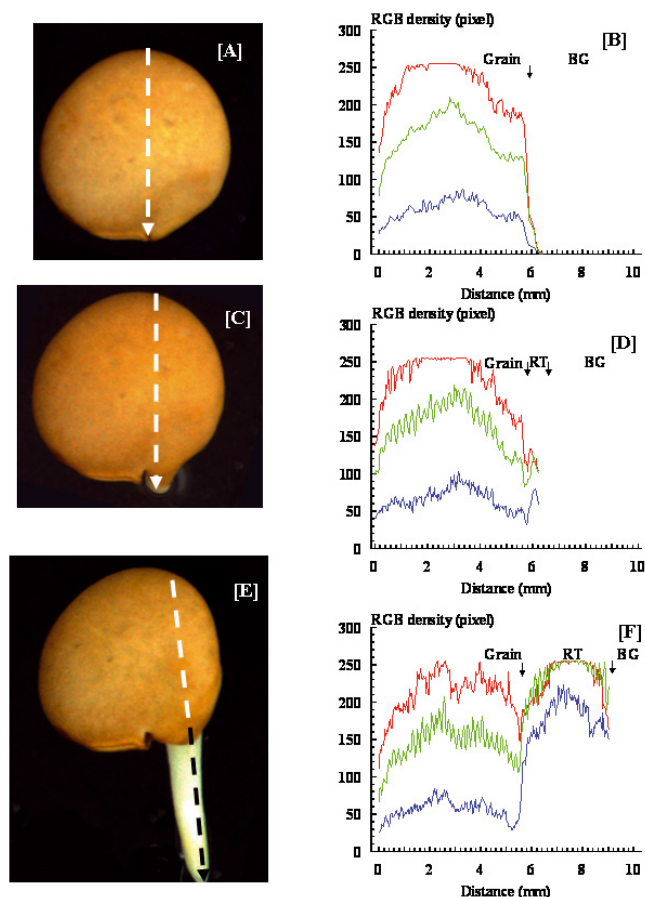 [A]
RGB density (pixel)
[B]
300
Grain
BG
250
200
150
100
50
0
0 2 4 6 8 10
Distance (mm)
[C]
RGB density (pixel)
[D]
300
Grain RT
BG
250
200
150
100
50
0
0 2 4 6 8 10
Distance (mm)
[E]
RGB density (pixel)
[F]
300
Grain RT BG
250
200
150
100
50
0
0 2 4 6 8 10
Distance (mm)